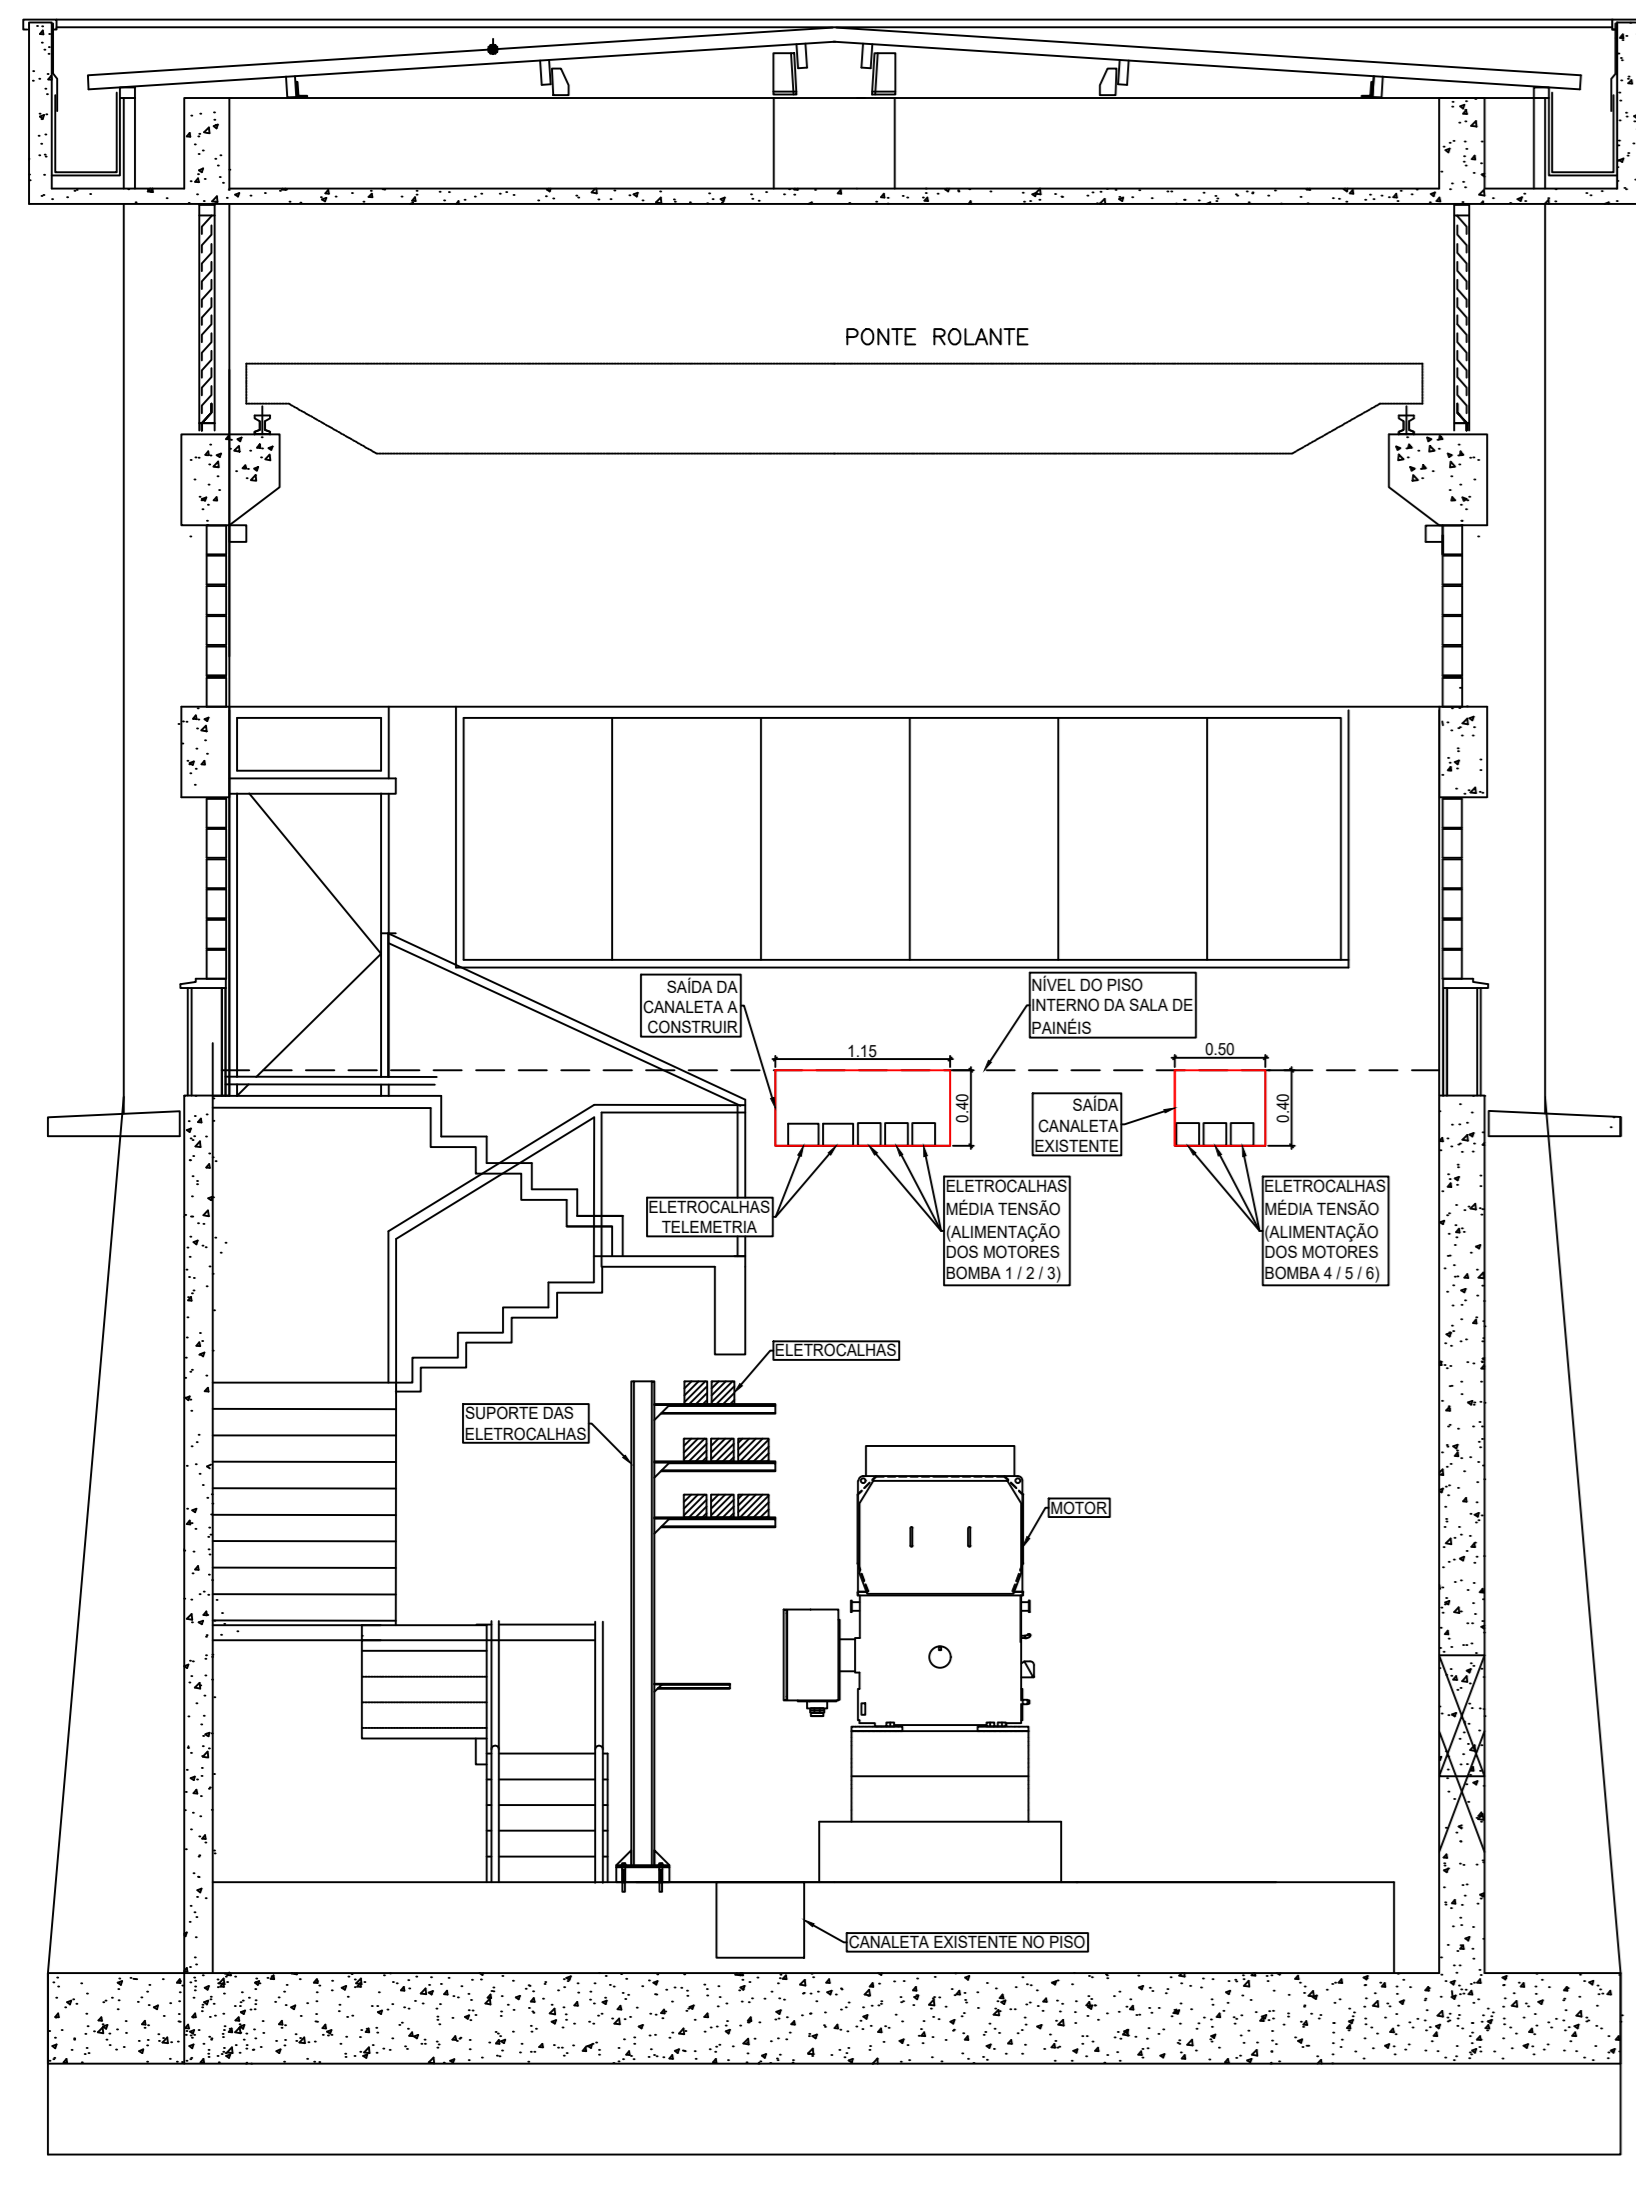 PONTE ROLANTE
SAÍDA DA
CANALETA A
CONSTRUIR
NÍVEL DO PISO
INTERNO DA SALA DE
PAINÉIS
1.15
0.40
0.50
0.40
SAÍDA
CANALETA
EXISTENTE
ELETROCALHAS
TELEMETRIA
ELETROCALHAS
MÉDIA TENSÃO
(ALIMENTAÇÃO
DOS MOTORES
BOMBA 1 / 2 / 3)
ELETROCALHAS
MÉDIA TENSÃO
(ALIMENTAÇÃO
DOS MOTORES
BOMBA 4 / 5 / 6)
ELETROCALHAS
SUPORTE DAS
ELETROCALHAS
MOTOR
CANALETA EXISTENTE NO PISO